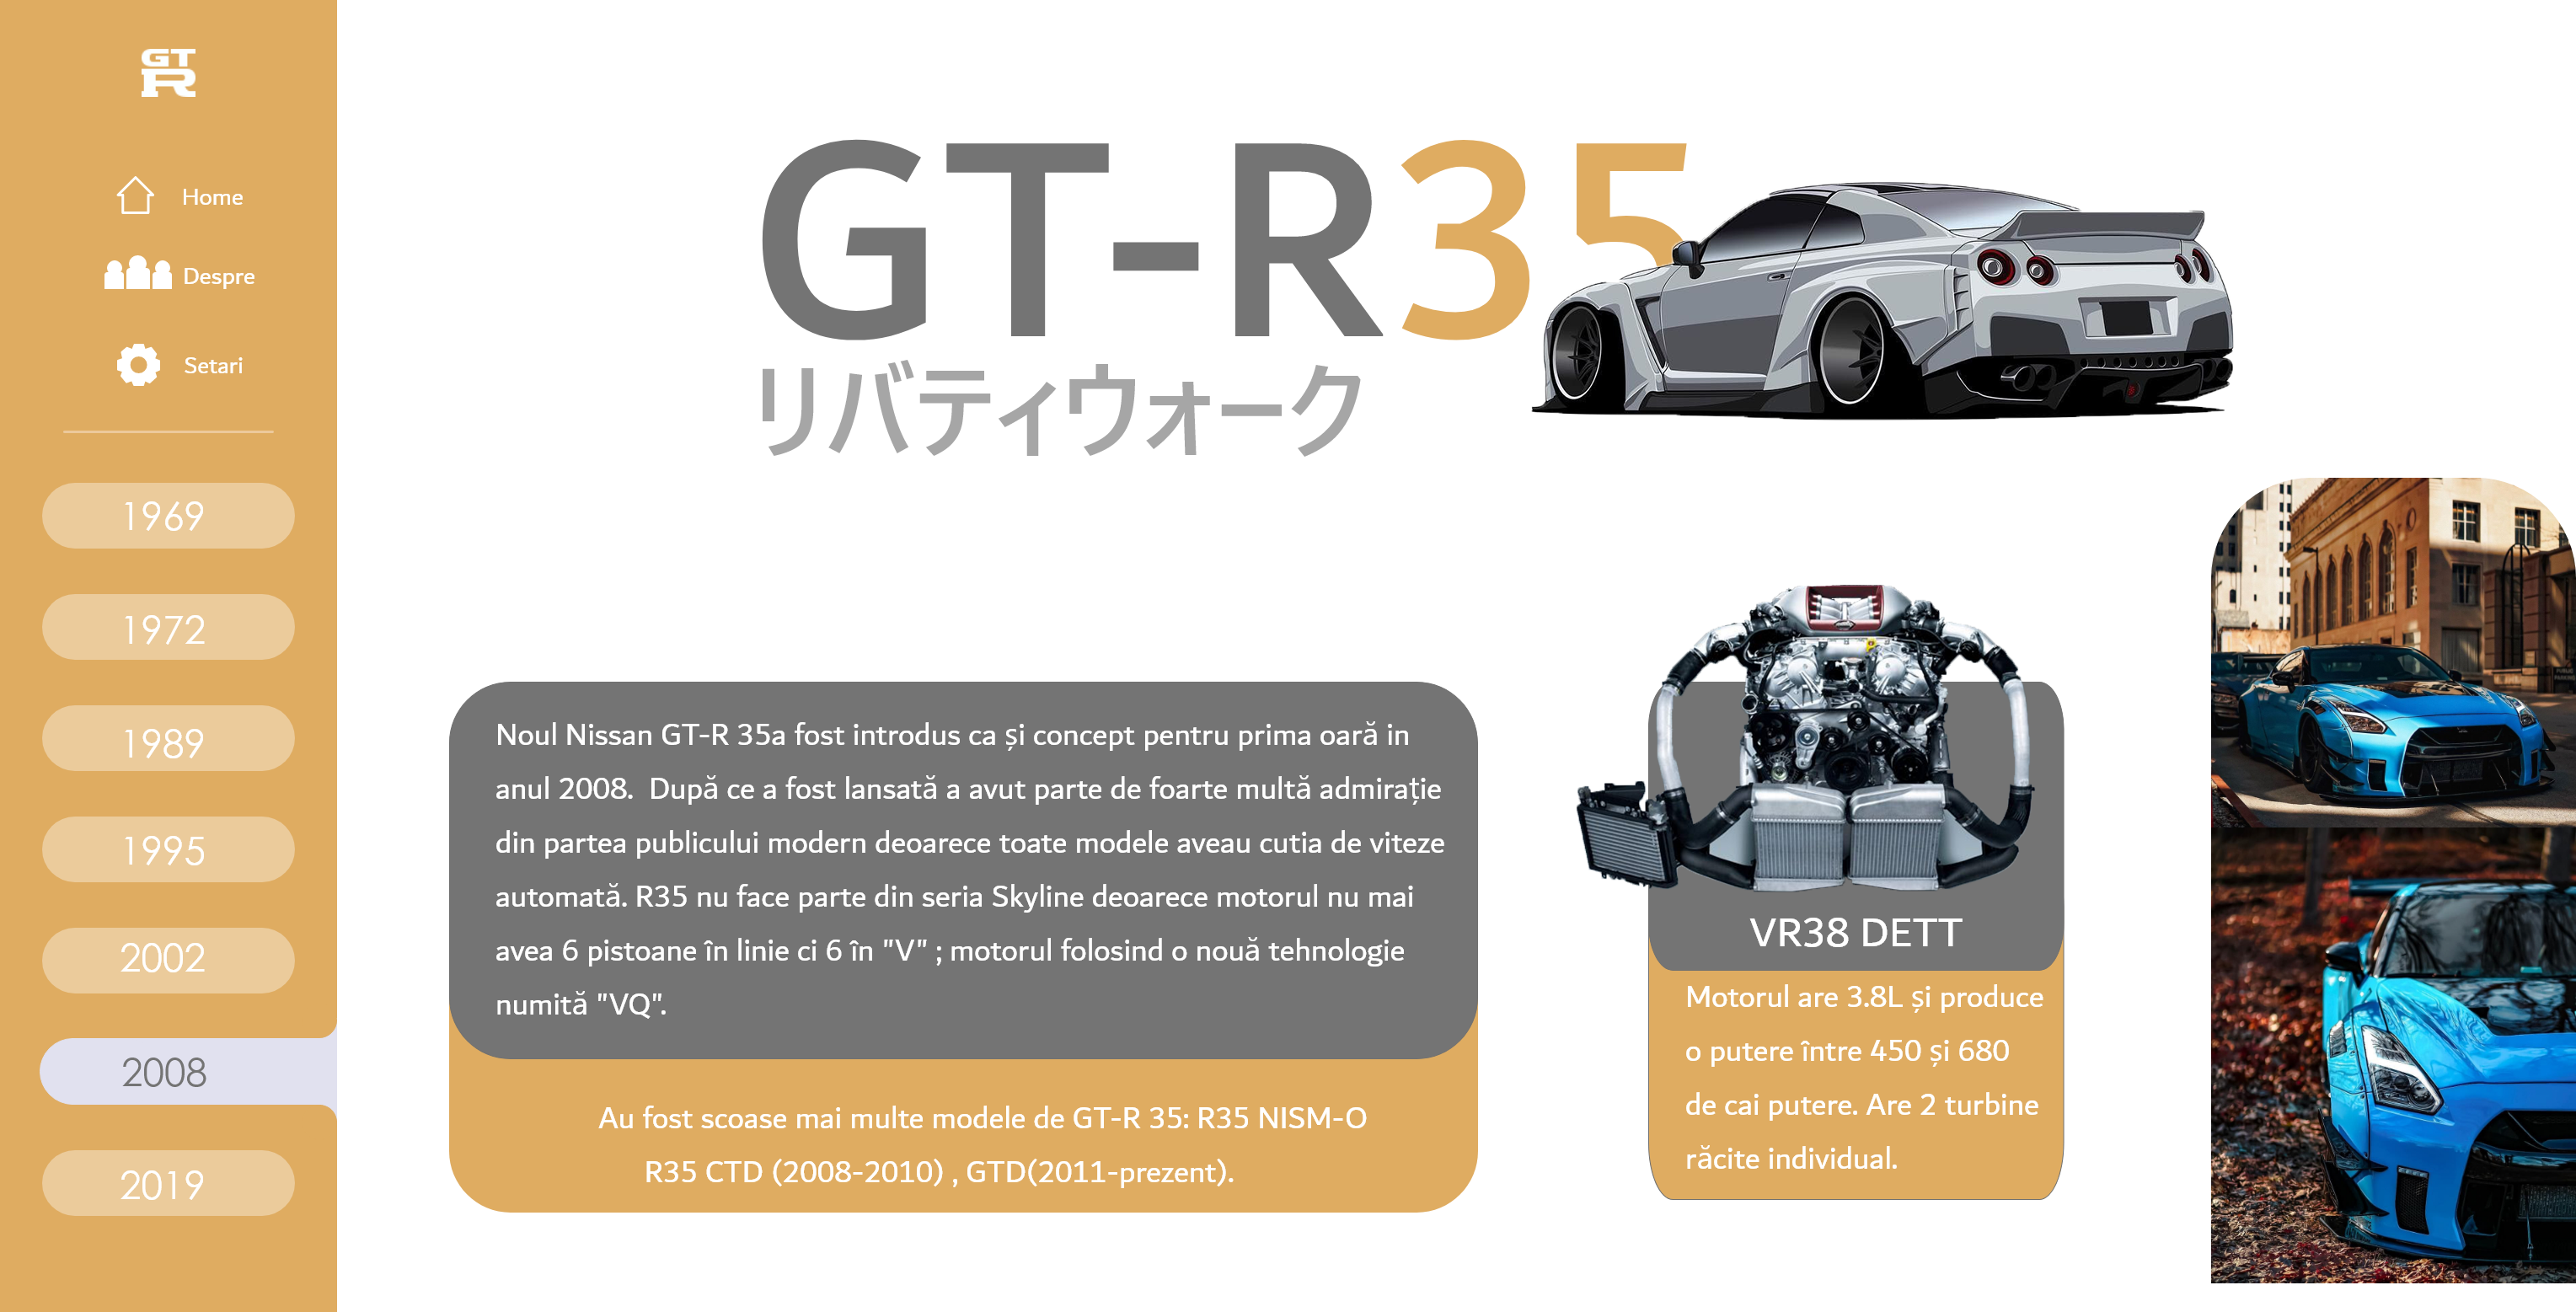 GT
R
Home
Despre
Setari
1969
1972
1989
1995
2002
2008
2019
GT-R35
リバティウォーク
Noul Nissan GT-R 35a fost introdus ca și concept pentru prima oară in
anul 2008.  După ce a fost lansată a avut parte de foarte multă admirație
din partea publicului modern deoarece toate modele aveau cutia de viteze
automată. R35 nu face parte din seria Skyline deoarece motorul nu mai
avea 6 pistoane în linie ci 6 în "V" ; motorul folosind o nouă tehnologie
numită "VQ".
Au fost scoase mai multe modele de GT-R 35: R35 NISM-O
R35 CTD (2008-2010) , GTD(2011-prezent).
VR38 DETT
Motorul are 3.8L și produce
o putere între 450 și 680
de cai putere. Are 2 turbine
răcite individual.